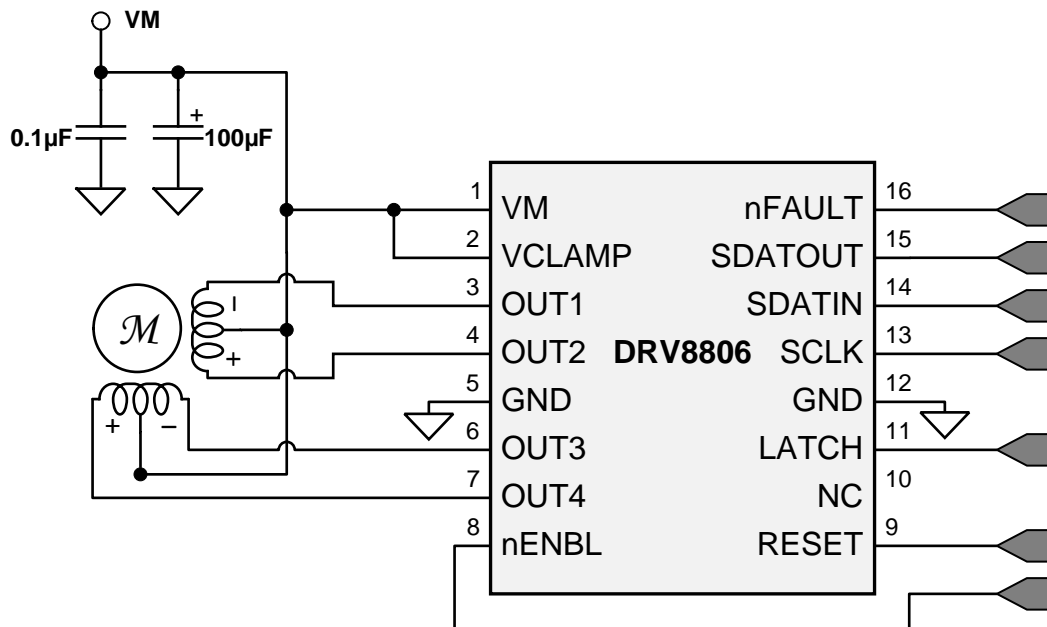 VM
+
0.1µF
100µF
1
VM
nFAULT
16
2
VCLAMP
SDATOUT
15
3
OUT1
SDATIN
14
–
M
+
4
OUT2
DRV8806
SCLK
13
5
GND
GND
12
+
–
6
OUT3
LATCH
11
7
OUT4
NC
10
8
nENBL
RESET
9